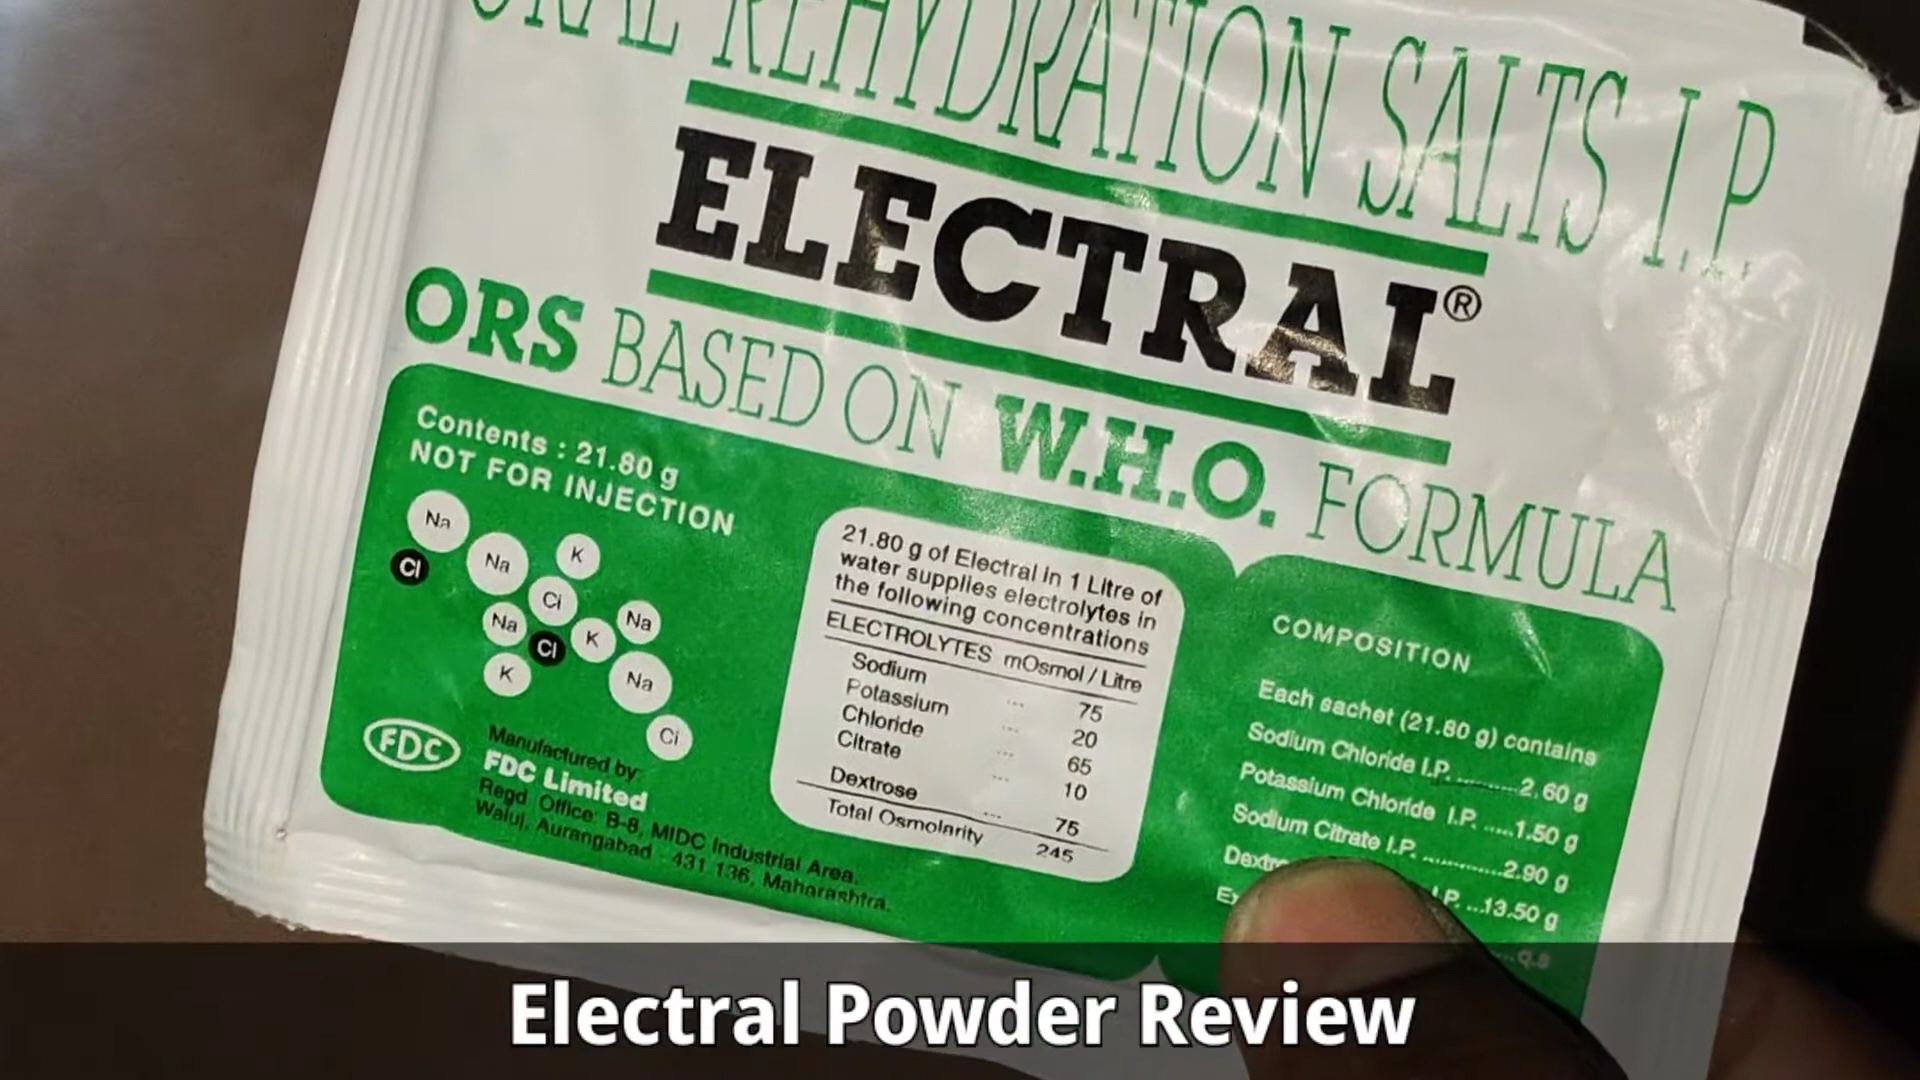 ORAL REHYDRATION SALTS I.P.
ELECTRAL®
ORS BASED ON W.H.O. FORMULA
Contents : 21.80 g
NOT FOR INJECTION
Na
Cl
Na
K
Ci
Na
Na
Cl
K
K
Na
Ci
FDC
Manufactured by:
FDC Limited
Regd. Office: B-8, MIDC Industrial Area,
Waluj, Aurangabad - 431 136, Maharashtra.
21.80 g of Electral in 1 Litre of
water supplies electrolytes in
the following concentrations
ELECTROLYTES mOsmol / Litre
Sodium ... 75
Potassium ... 20
Chloride ... 65
Citrate ... 10
Dextrose ... 75
Total Osmolarity 245
COMPOSITION
Each sachet (21.80 g) contains
Sodium Chloride I.P. ........2.60 g
Potassium Chloride I.P. .....1.50 g
Sodium Citrate I.P. ............2.90 g
I.P. ...13.50 g
...q.s
Electral Powder Review